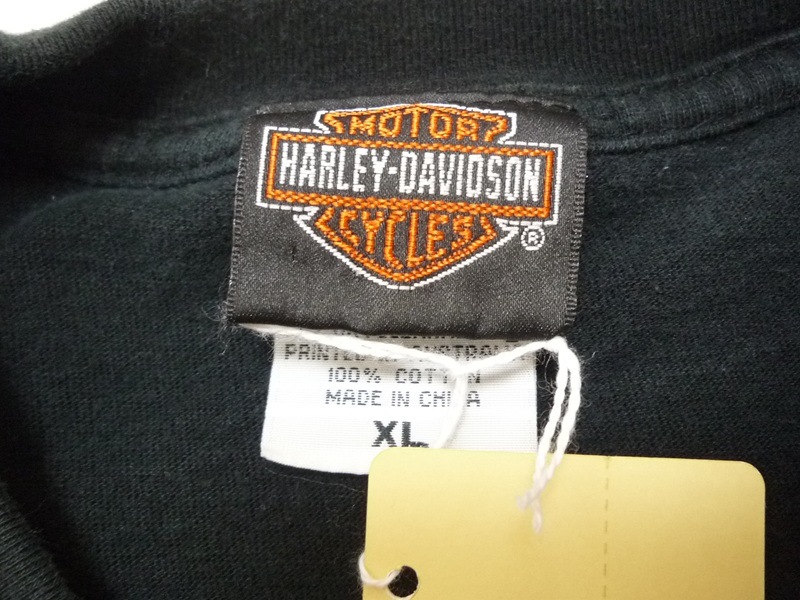 MOTOR
HARLEY-DAVIDSON
CYCLES
®
PRINTED IN AUSTRALIA
100% COTTON
MADE IN CHINA
XL